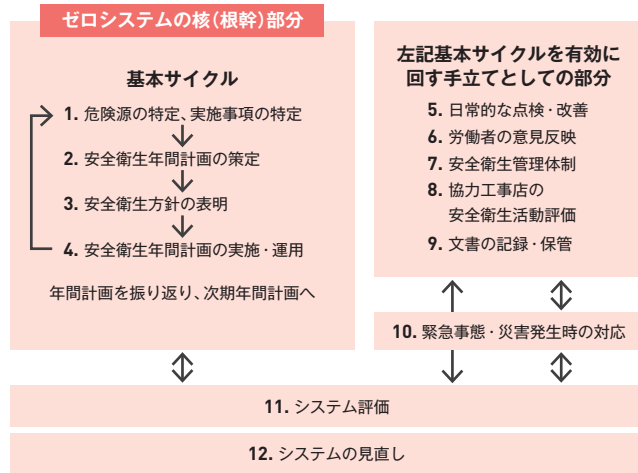 ゼロシステムの核(根幹)部分
基本サイクル
1. 危険源の特定、実施事項の特定
2. 安全衛生年間計画の策定
3. 安全衛生方針の表明
4. 安全衛生年間計画の実施・運用
年間計画を振り返り、次期年間計画へ
左記基本サイクルを有効に
回す手立てとしての部分
5. 日常的な点検・改善
6. 労働者の意見反映
7. 安全衛生管理体制
8. 協力工事店の
安全衛生活動評価
9. 文書の記録・保管
10. 緊急事態・災害発生時の対応
11. システム評価
12. システムの見直し